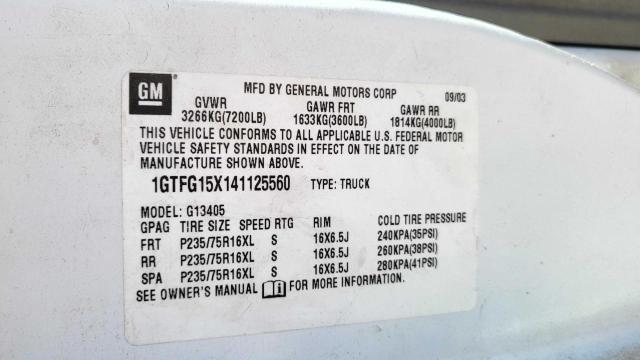 GM
MFD BY GENERAL MOTORS CORP 09/03
GVWR GAWR FRT GAWR RR
3266KG(7200LB) 1633KG(3600LB) 1814KG(4000LB)
THIS VEHICLE CONFORMS TO ALL APPLICABLE U.S. FEDERAL MOTOR
VEHICLE SAFETY STANDARDS IN EFFECT ON THE DATE OF
MANUFACTURE SHOWN ABOVE.
1GTFG15X141125560 TYPE: TRUCK
MODEL: G13405
GPAG TIRE SIZE SPEED RTG RIM COLD TIRE PRESSURE
FRT P235/75R16XL S 16X6.5J 240KPA(35PSI)
RR P235/75R16XL S 16X6.5J 260KPA(38PSI)
SPA P235/75R16XL S 16X6.5J 280KPA(41PSI)
SEE OWNER'S MANUAL FOR MORE INFORMATION.